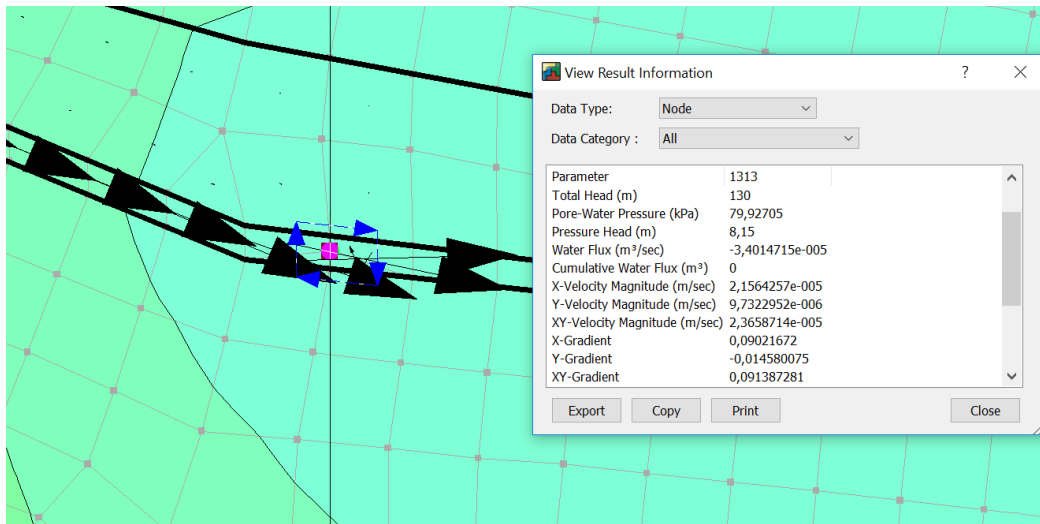 View Result Information ? ×
Data Type: Node
Data Category : All
Parameter 1313
Total Head (m) 130
Pore-Water Pressure (kPa) 79,92705
Pressure Head (m) 8,15
Water Flux (m³/sec) -3,4014715e-005
Cumulative Water Flux (m³) 0
X-Velocity Magnitude (m/sec) 2,1564257e-005
Y-Velocity Magnitude (m/sec) 9,7322952e-006
XY-Velocity Magnitude (m/sec) 2,3658714e-005
X-Gradient 0,09021672
Y-Gradient -0,014580075
XY-Gradient 0,091387281
Export Copy Print Close